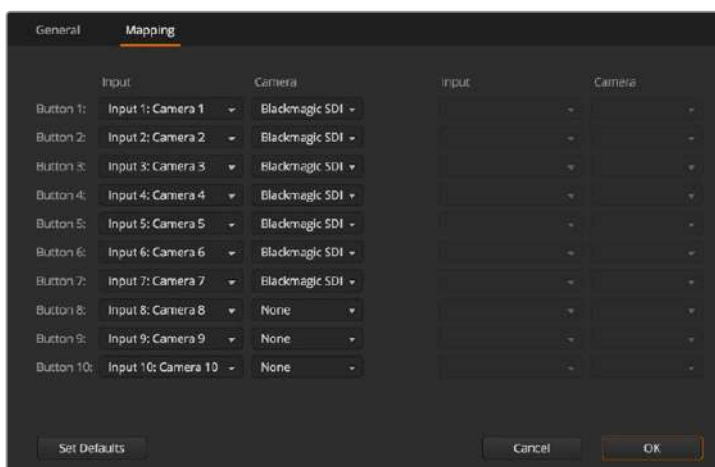 General Mapping
Input Camera Input Camera
Button 1: Input 1: Camera 1 Blackmagic SDI
Button 2: Input 2: Camera 2 Blackmagic SDI
Button 3: Input 3: Camera 3 Blackmagic SDI
Button 4: Input 4: Camera 4 Blackmagic SDI
Button 5: Input 5: Camera 5 Blackmagic SDI
Button 6: Input 6: Camera 6 Blackmagic SDI
Button 7: Input 7: Camera 7 Blackmagic SDI
Button 8: Input 8: Camera 8 None
Button 9: Input 9: Camera 9 None
Button 10: Input 10: Camera 10 None
Set Defaults Cancel OK